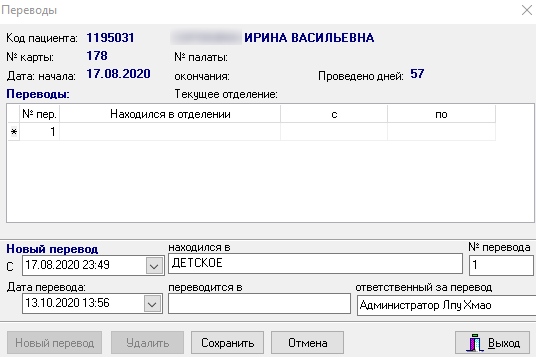 Переводы
Код пациента: 1195031 ИРИНА ВАСИЛЬЕВНА
№ карты: 178 № палаты:
Дата: начала: 17.08.2020 окончания: Проведено дней: 57
Переводы: Текущее отделение:
№ пер. Находился в отделении с по
* 1
Новый перевод находился в № перевода
С 17.08.2020 23:49 ДЕТСКОЕ 1
Дата перевода: переводится в ответственный за перевод
13.10.2020 13:56 Администратор Лпу Хмао
Новый перевод Удалить Сохранить Отмена Выход